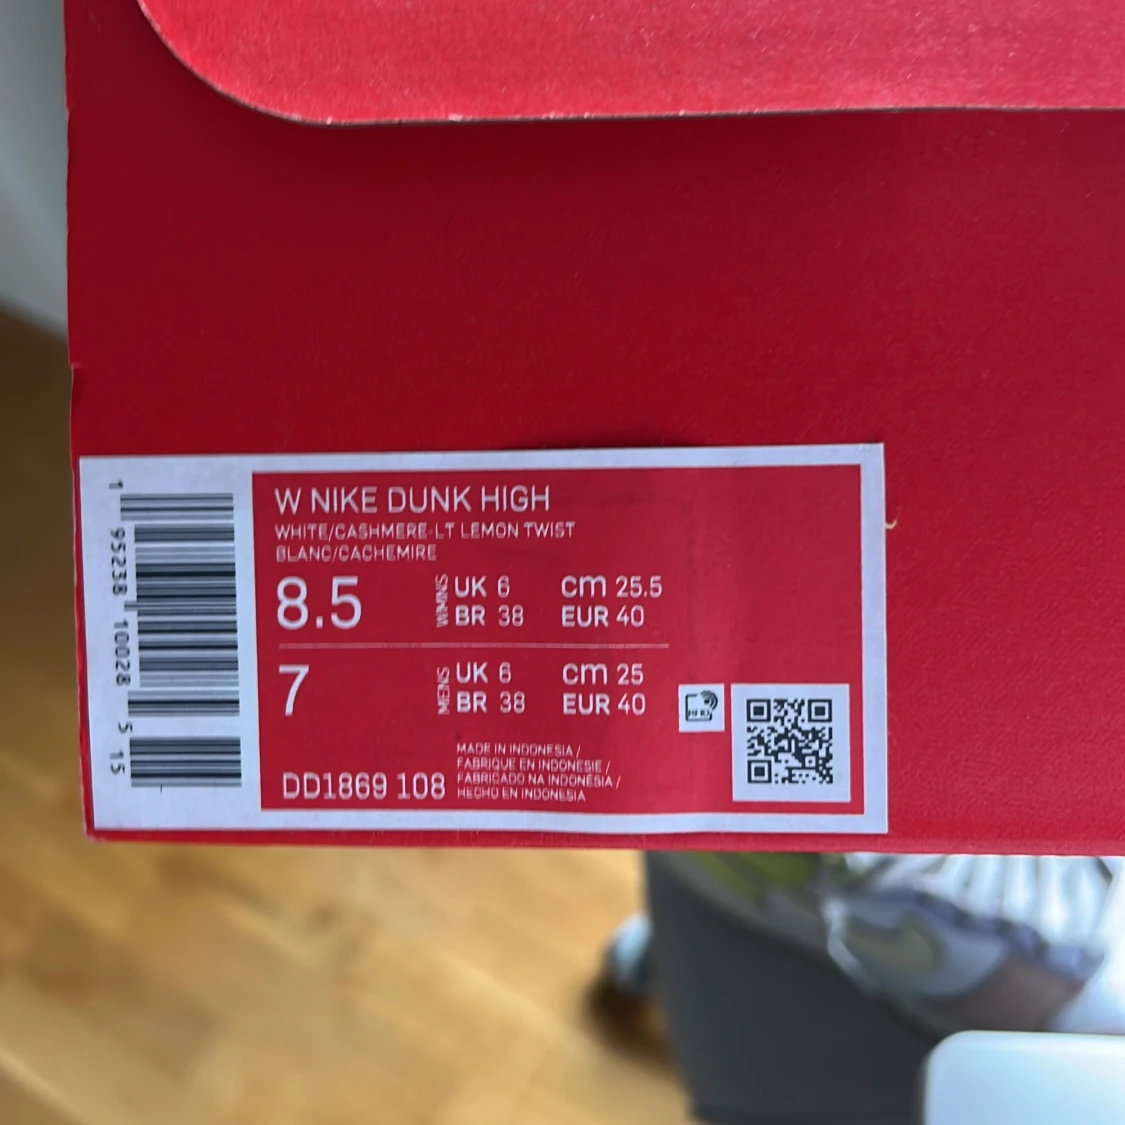 1 95238 10028 5 15
W NIKE DUNK HIGH
WHITE/CASHMERE-LT LEMON TWIST
BLANC/CACHEMIRE
8.5 WMNS UK 6 cm 25.5
BR 38 EUR 40
7 MENS UK 6 cm 25
BR 38 EUR 40
MADE IN INDONESIA /
FABRIQUE EN INDONESIE /
FABRICADO NA INDONÉSIA /
HECHO EN INDONESIA
DD1869 108
RFID